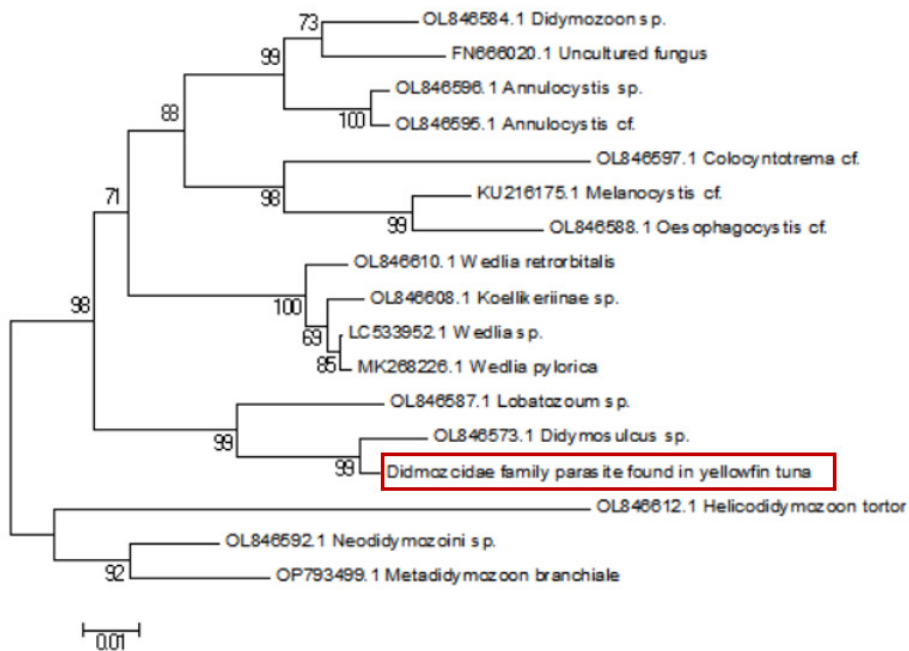 73
OL846584.1 Didymozoon sp.
FN666020.1 Uncultured fungus
99
OL846596.1 Annulocystis sp.
100
OL846595.1 Annulocystis cf.
88
OL846597.1 Colocyntotrema cf.
98
KU216175.1 Melanocystis cf.
99
OL846588.1 Oesophagocystis cf.
71
OL846610.1 Wedlia retrorbitalis
100
OL846608.1 Koellikeriinae sp.
69
LC533952.1 Wedlia sp.
85
MK268226.1 Wedlia pylorica
98
OL846587.1 Lobatozoum sp.
99
OL846573.1 Didymosulcus sp.
99
Didmozcidae family parasite found in yellowfin tuna
OL846612.1 Helicodidymozoon tortor
OL846592.1 Neodidymozoini sp.
92
OP793499.1 Metadidymozoon branchiale
0.01